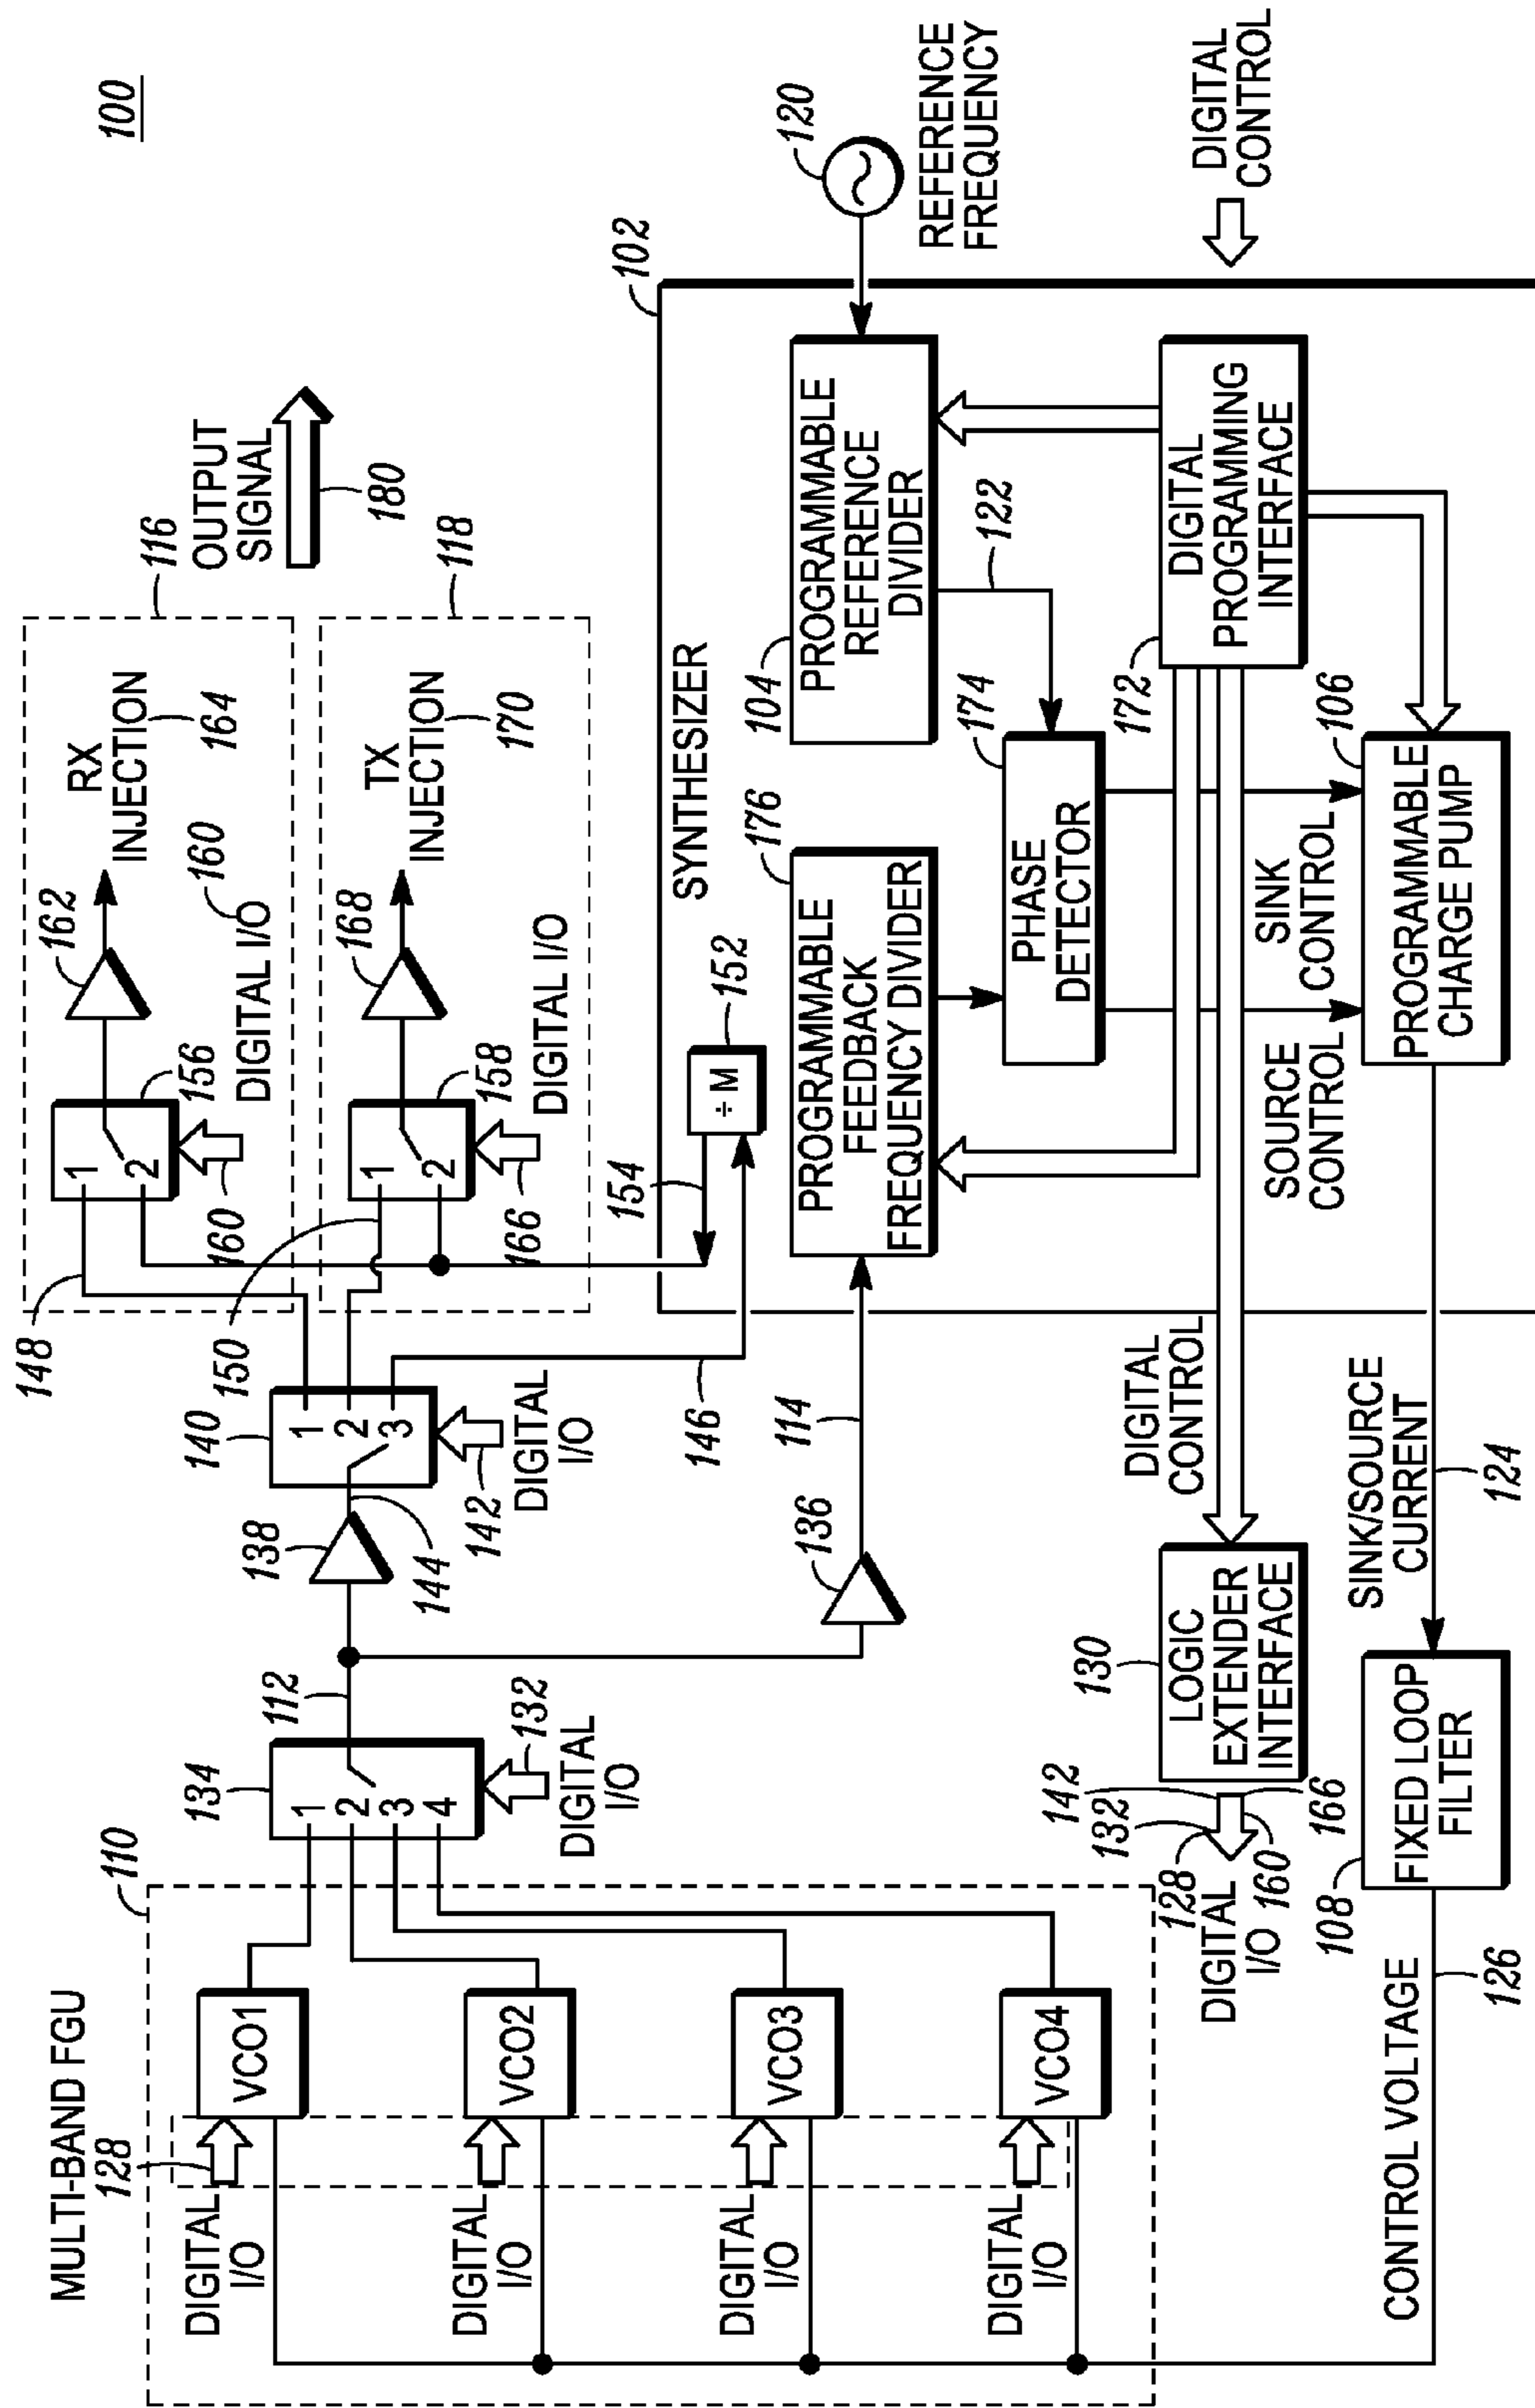 100
MULTI-BAND FGU
110
128
DIGITAL
I/O
VCO1
DIGITAL
I/O
VCO2
DIGITAL
I/O
VCO3
DIGITAL
I/O
VCO4
134
1
2
3
4
132
DIGITAL
I/O
112
138
144
140
1
2
3
142
DIGITAL
I/O
146
148
150
136
114
116
1
2
156
160
DIGITAL I/O
160
162
RX
INJECTION
164
118
1
2
158
166
DIGITAL I/O
168
TX
INJECTION
170
OUTPUT
SIGNAL
180
154
÷ M
152
SYNTHESIZER
102
PROGRAMMABLE
FEEDBACK
FREQUENCY DIVIDER
176
104
PROGRAMMABLE
REFERENCE
DIVIDER
120
REFERENCE
FREQUENCY
122
PHASE
DETECTOR
174
172
DIGITAL
PROGRAMMING
INTERFACE
DIGITAL
CONTROL
SOURCE
CONTROL
SINK
CONTROL
PROGRAMMABLE
CHARGE PUMP
106
DIGITAL
CONTROL
130
LOGIC
EXTENDER
INTERFACE
142
132
128
DIGITAL
I/O
160
166
SINK/SOURCE
CURRENT
124
108
FIXED LOOP
FILTER
CONTROL VOLTAGE
126